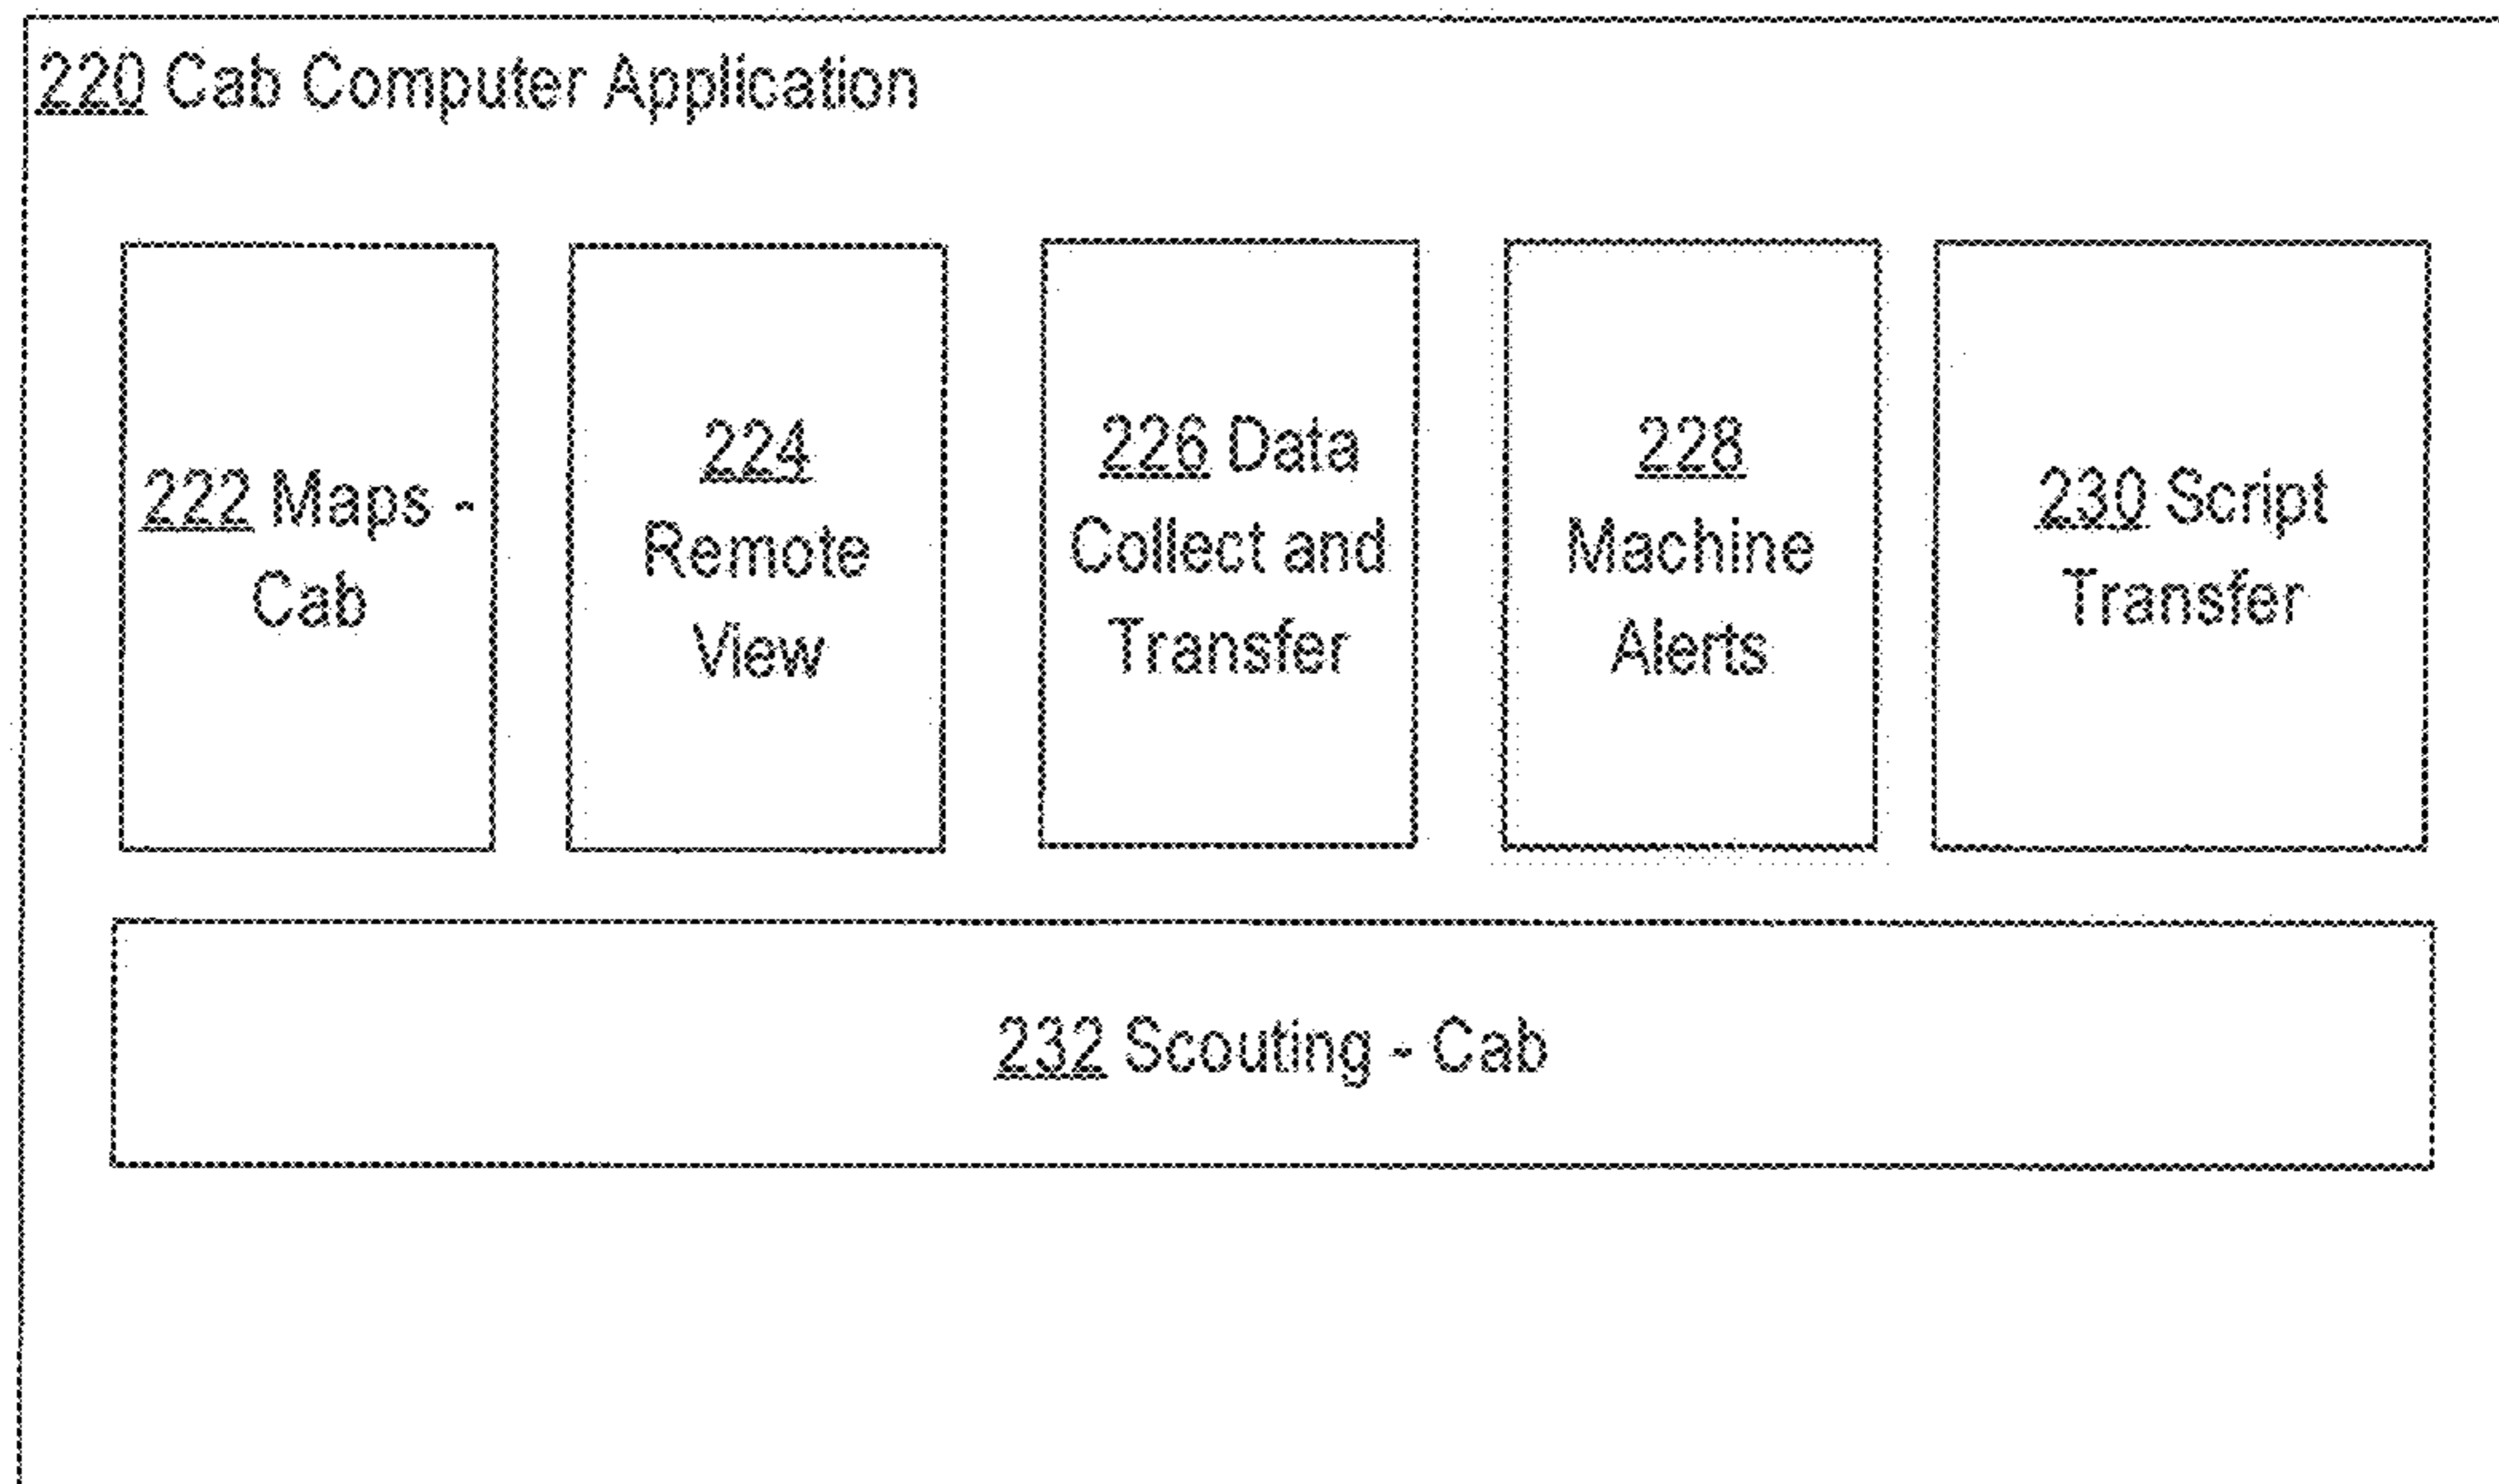 220 Cab Computer Application
222 Maps -
Cab
224
Remote
View
226 Data
Collect and
Transfer
228
Machine
Alerts
230 Script
Transfer
232 Scouting - Cab